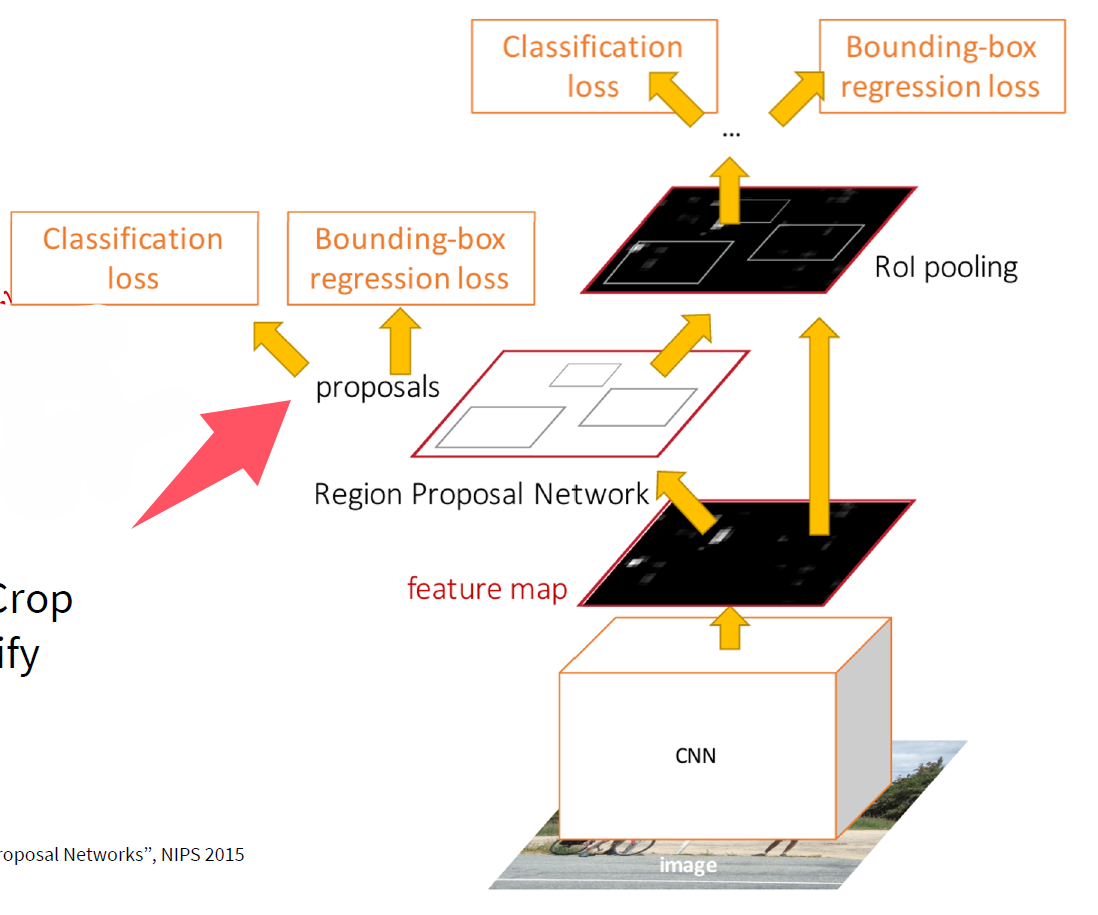 Classification
loss
Bounding-box
regression loss
...
Classification
loss
Bounding-box
regression loss
RoI pooling
proposals
Region Proposal Network
feature map
Crop
ify
CNN
image
roposal Networks”, NIPS 2015